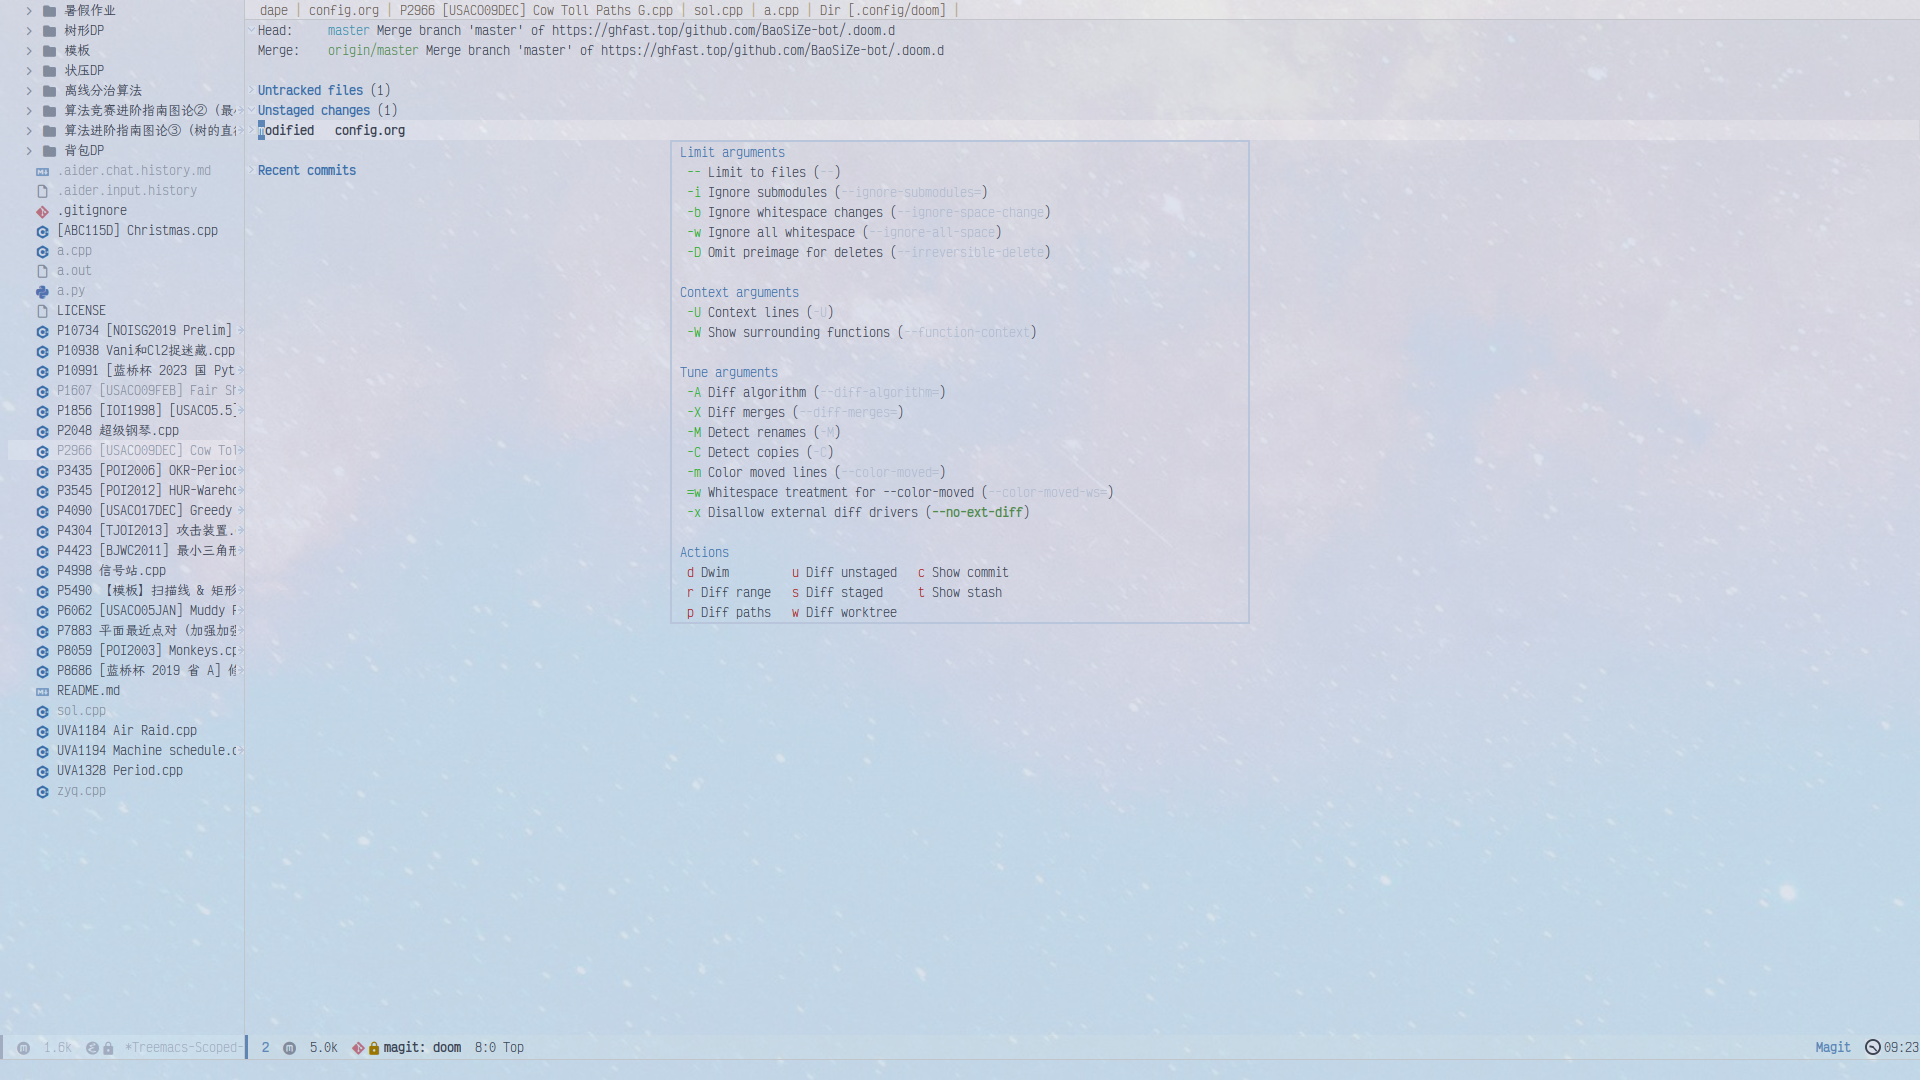 暑假作业
树形DP
模板
状压DP
离线分治算法
算法竞赛进阶指南图论②（最
算法进阶指南图论③（树的直
背包DP
.aider.chat.history.md
.aider.input.history
.gitignore
[ABC115D] Christmas.cpp
a.cpp
a.out
a.py
LICENSE
P10734 [NOISG2019 Prelim]
P10938 Vani和Cl2捉迷藏.cpp
P10991 [蓝桥杯 2023 国 Pyt
P1607 [USACO09FEB] Fair Sh
P1856 [IOI1998] [USACO5.5]
P2048 超级钢琴.cpp
P2966 [USACO09DEC] Cow Tol
P3435 [POI2006] OKR-Perio
P3545 [POI2012] HUR-Wareho
P4090 [USACO17DEC] Greedy
P4304 [TJOI2013] 攻击装置.
P4423 [BJWC2011] 最小三角形
P4998 信号站.cpp
P5490 【模板】扫描线 & 矩形
P6062 [USACO05JAN] Muddy F
P7883 平面最近点对（加强加强
P8059 [POI2003] Monkeys.cp
P8686 [蓝桥杯 2019 省 A] 修
README.md
sol.cpp
UVA1184 Air Raid.cpp
UVA1194 Machine schedule.c
UVA1328 Period.cpp
zyq.cpp
1.6k *Treemacs-Scoped-
dape | config.org | P2966 [USACO09DEC] Cow Toll Paths G.cpp | sol.cpp | a.cpp | Dir [.config/doom] |
Head: master Merge branch 'master' of https://ghfast.top/github.com/BaoSiZe-bot/.doom.d
Merge: origin/master Merge branch 'master' of https://ghfast.top/github.com/BaoSiZe-bot/.doom.d
Untracked files (1)
Unstaged changes (1)
modified config.org
Recent commits
Limit arguments
-- Limit to files (--)
-i Ignore submodules (--ignore-submodules=)
-b Ignore whitespace changes (--ignore-space-change)
-w Ignore all whitespace (--ignore-all-space)
-D Omit preimage for deletes (--irreversible-delete)
Context arguments
-U Context lines (-U)
-W Show surrounding functions (--function-context)
Tune arguments
-A Diff algorithm (--diff-algorithm=)
-X Diff merges (--diff-merges=)
-M Detect renames (-M)
-C Detect copies (-C)
-m Color moved lines (--color-moved=)
=w Whitespace treatment for --color-moved (--color-moved-ws=)
-x Disallow external diff drivers (--no-ext-diff)
Actions
d Dwim u Diff unstaged c Show commit
r Diff range s Diff staged t Show stash
p Diff paths w Diff worktree
2 5.0k magit: doom 8:0 Top Magit 09:23